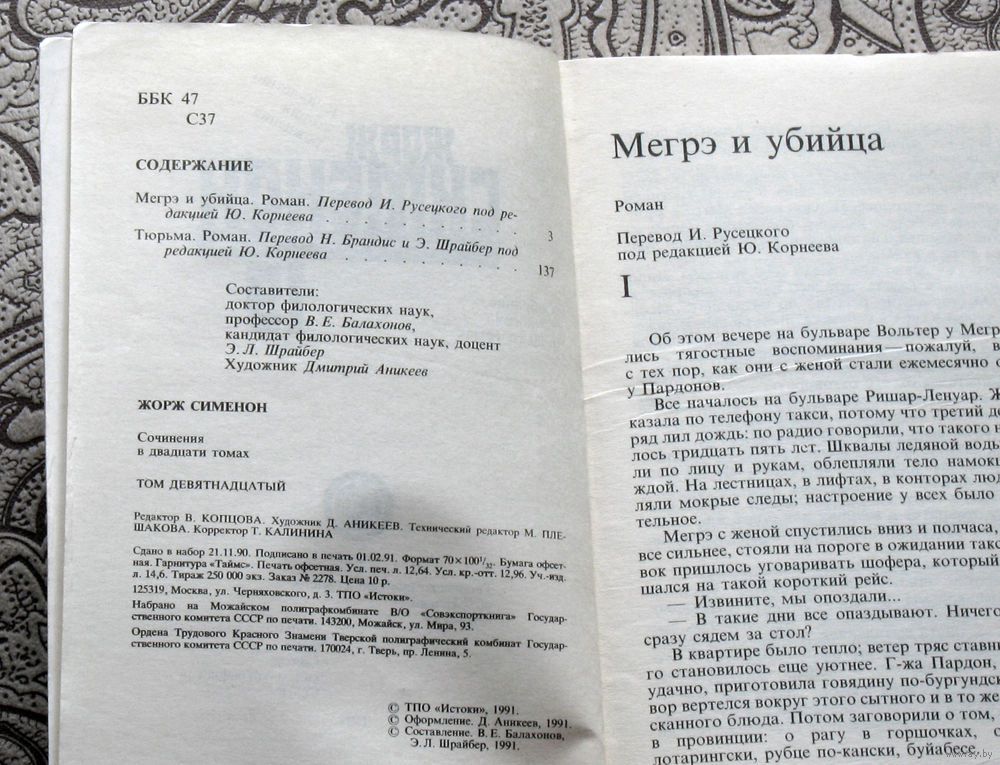 ББК 47
С37
СОДЕРЖАНИЕ
Мегрэ и убийца. Роман. Перевод И. Русецкого под ре-
дакцией Ю. Корнеева . . . . . . . . . . . 3
Тюрьма. Роман. Перевод Н. Брандис и Э. Шрайбер под
редакцией Ю. Корнеева . . . . . . . . . . 137
Составители:
доктор филологических наук,
профессор В. Е. Балахонов,
кандидат филологических наук, доцент
Э. Л. Шрайбер
Художник Дмитрий Аникеев
ЖОРЖ СИМЕНОН
Сочинения
в двадцати томах
ТОМ ДЕВЯТНАДЦАТЫЙ
Редактор В. КОПЦОВА. Художник Д. АНИКЕЕВ. Технический редактор М. ПЛЕ-
ШАКОВА. Корректор Т. КАЛИНИНА
Сдано в набор 21.11.90. Подписано в печать 01.02.91. Формат 70×100¹/₃₂. Бумага офсет-
ная. Гарнитура «Таймс». Печать офсетная. Усл. печ. л. 12,64. Усл. кр.-отт. 12,96. Уч.-изд.
л. 14,6. Тираж 250 000 экз. Заказ № 2278. Цена 10 р.
125319, Москва, ул. Черняховского, д. 3. ТПО «Истоки».
Набрано на Можайском полиграфкомбинате В/О «Совэкспорткнига» Государ-
ственного комитета СССР по печати. 143200, Можайск, ул. Мира, 93.
Ордена Трудового Красного Знамени Тверской полиграфический комбинат Государ-
ственного комитета СССР по печати. 170024, г. Тверь, пр. Ленина, 5.
© ТПО «Истоки», 1991.
© Оформление. Д. Аникеев, 1991.
© Составление. В. Е. Балахонов,
Э. Л. Шрайбер, 1991.
Мегрэ и убийца
Роман
Перевод И. Русецкого
под редакцией Ю. Корнеева
I
Об этом вечере на бульваре Вольтер у Мегр
лись тягостные воспоминания — пожалуй, в
с тех пор, как они с женой стали ежемесячно
у Пардонов.
Все началось на бульваре Ришар-Ленуар. Ж
казала по телефону такси, потому что третий де
ряд лил дождь: по радио говорили, что такого н
лось тридцать пять лет. Шквалы ледяной воды
ли по лицу и рукам, облепляли тело намок
ждой. На лестницах, в лифтах, в конторах люд
ляли мокрые следы; настроение у всех было
тельное.
Мегрэ с женой спустились вниз и полчаса,
все сильнее, стояли на пороге в ожидании такс
вок пришлось уговаривать шофера, который
шался на такой короткий рейс.
— Извините, мы опоздали...
— В такие дни все опаздывают. Ничего
сразу сядем за стол?
В квартире было тепло; ветер тряс ставни
го становилось еще уютнее. Г-жа Пардон,
удачно, приготовила говядину по-бургундск
вор вертелся вокруг этого сытного и в то же
сканного блюда. Потом заговорили о том,
в провинции: о рагу в горшочках, о
лотарингски, рубце по-кански, буйабесе...